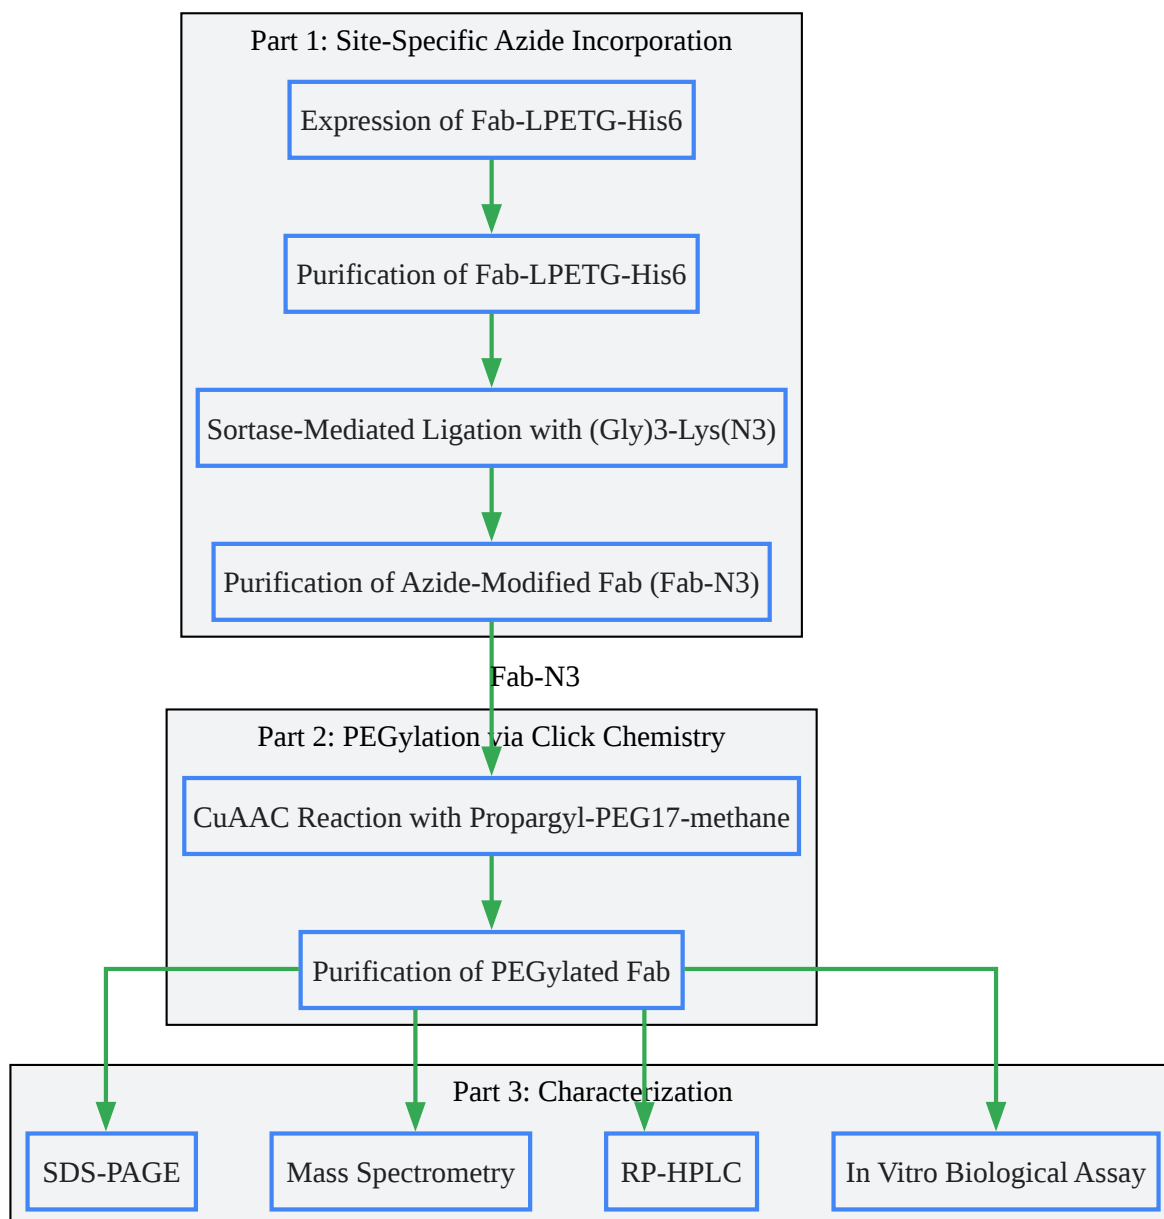 Part 1: Site-Specific Azide Incorporation
Expression of Fab-LPETG-His6
Purification of Fab-LPETG-His6
Sortase-Mediated Ligation with (Gly)3-Lys(N3)
Purification of Azide-Modified Fab (Fab-N3)
Fab-N3
Part 2: PEGylation via Click Chemistry
CuAAC Reaction with Propargyl-PEG17-methane
Purification of PEGylated Fab
Part 3: Characterization
SDS-PAGE
Mass Spectrometry
RP-HPLC
In Vitro Biological Assay